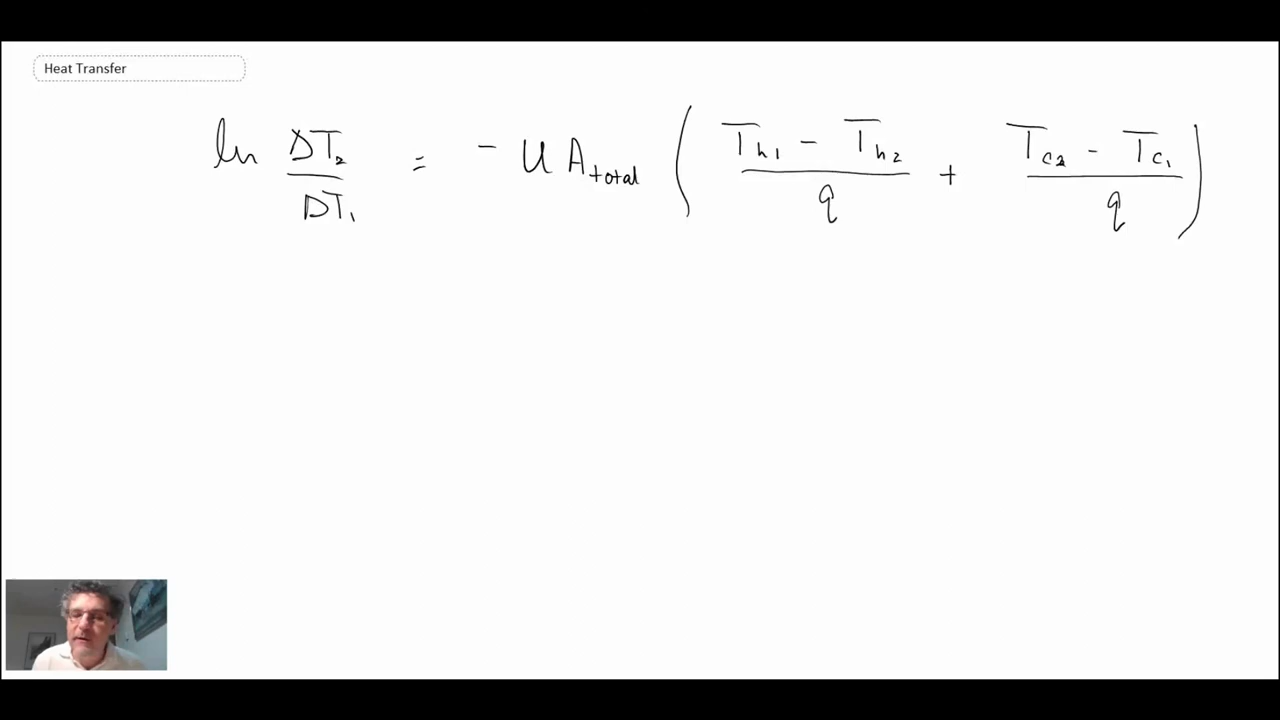 Heat Transfer
ln ΔT₂/ΔT₁ = - U A_total ( (T_h₁ - T_h₂)/q + (T_c₂ - T_c₁)/q )